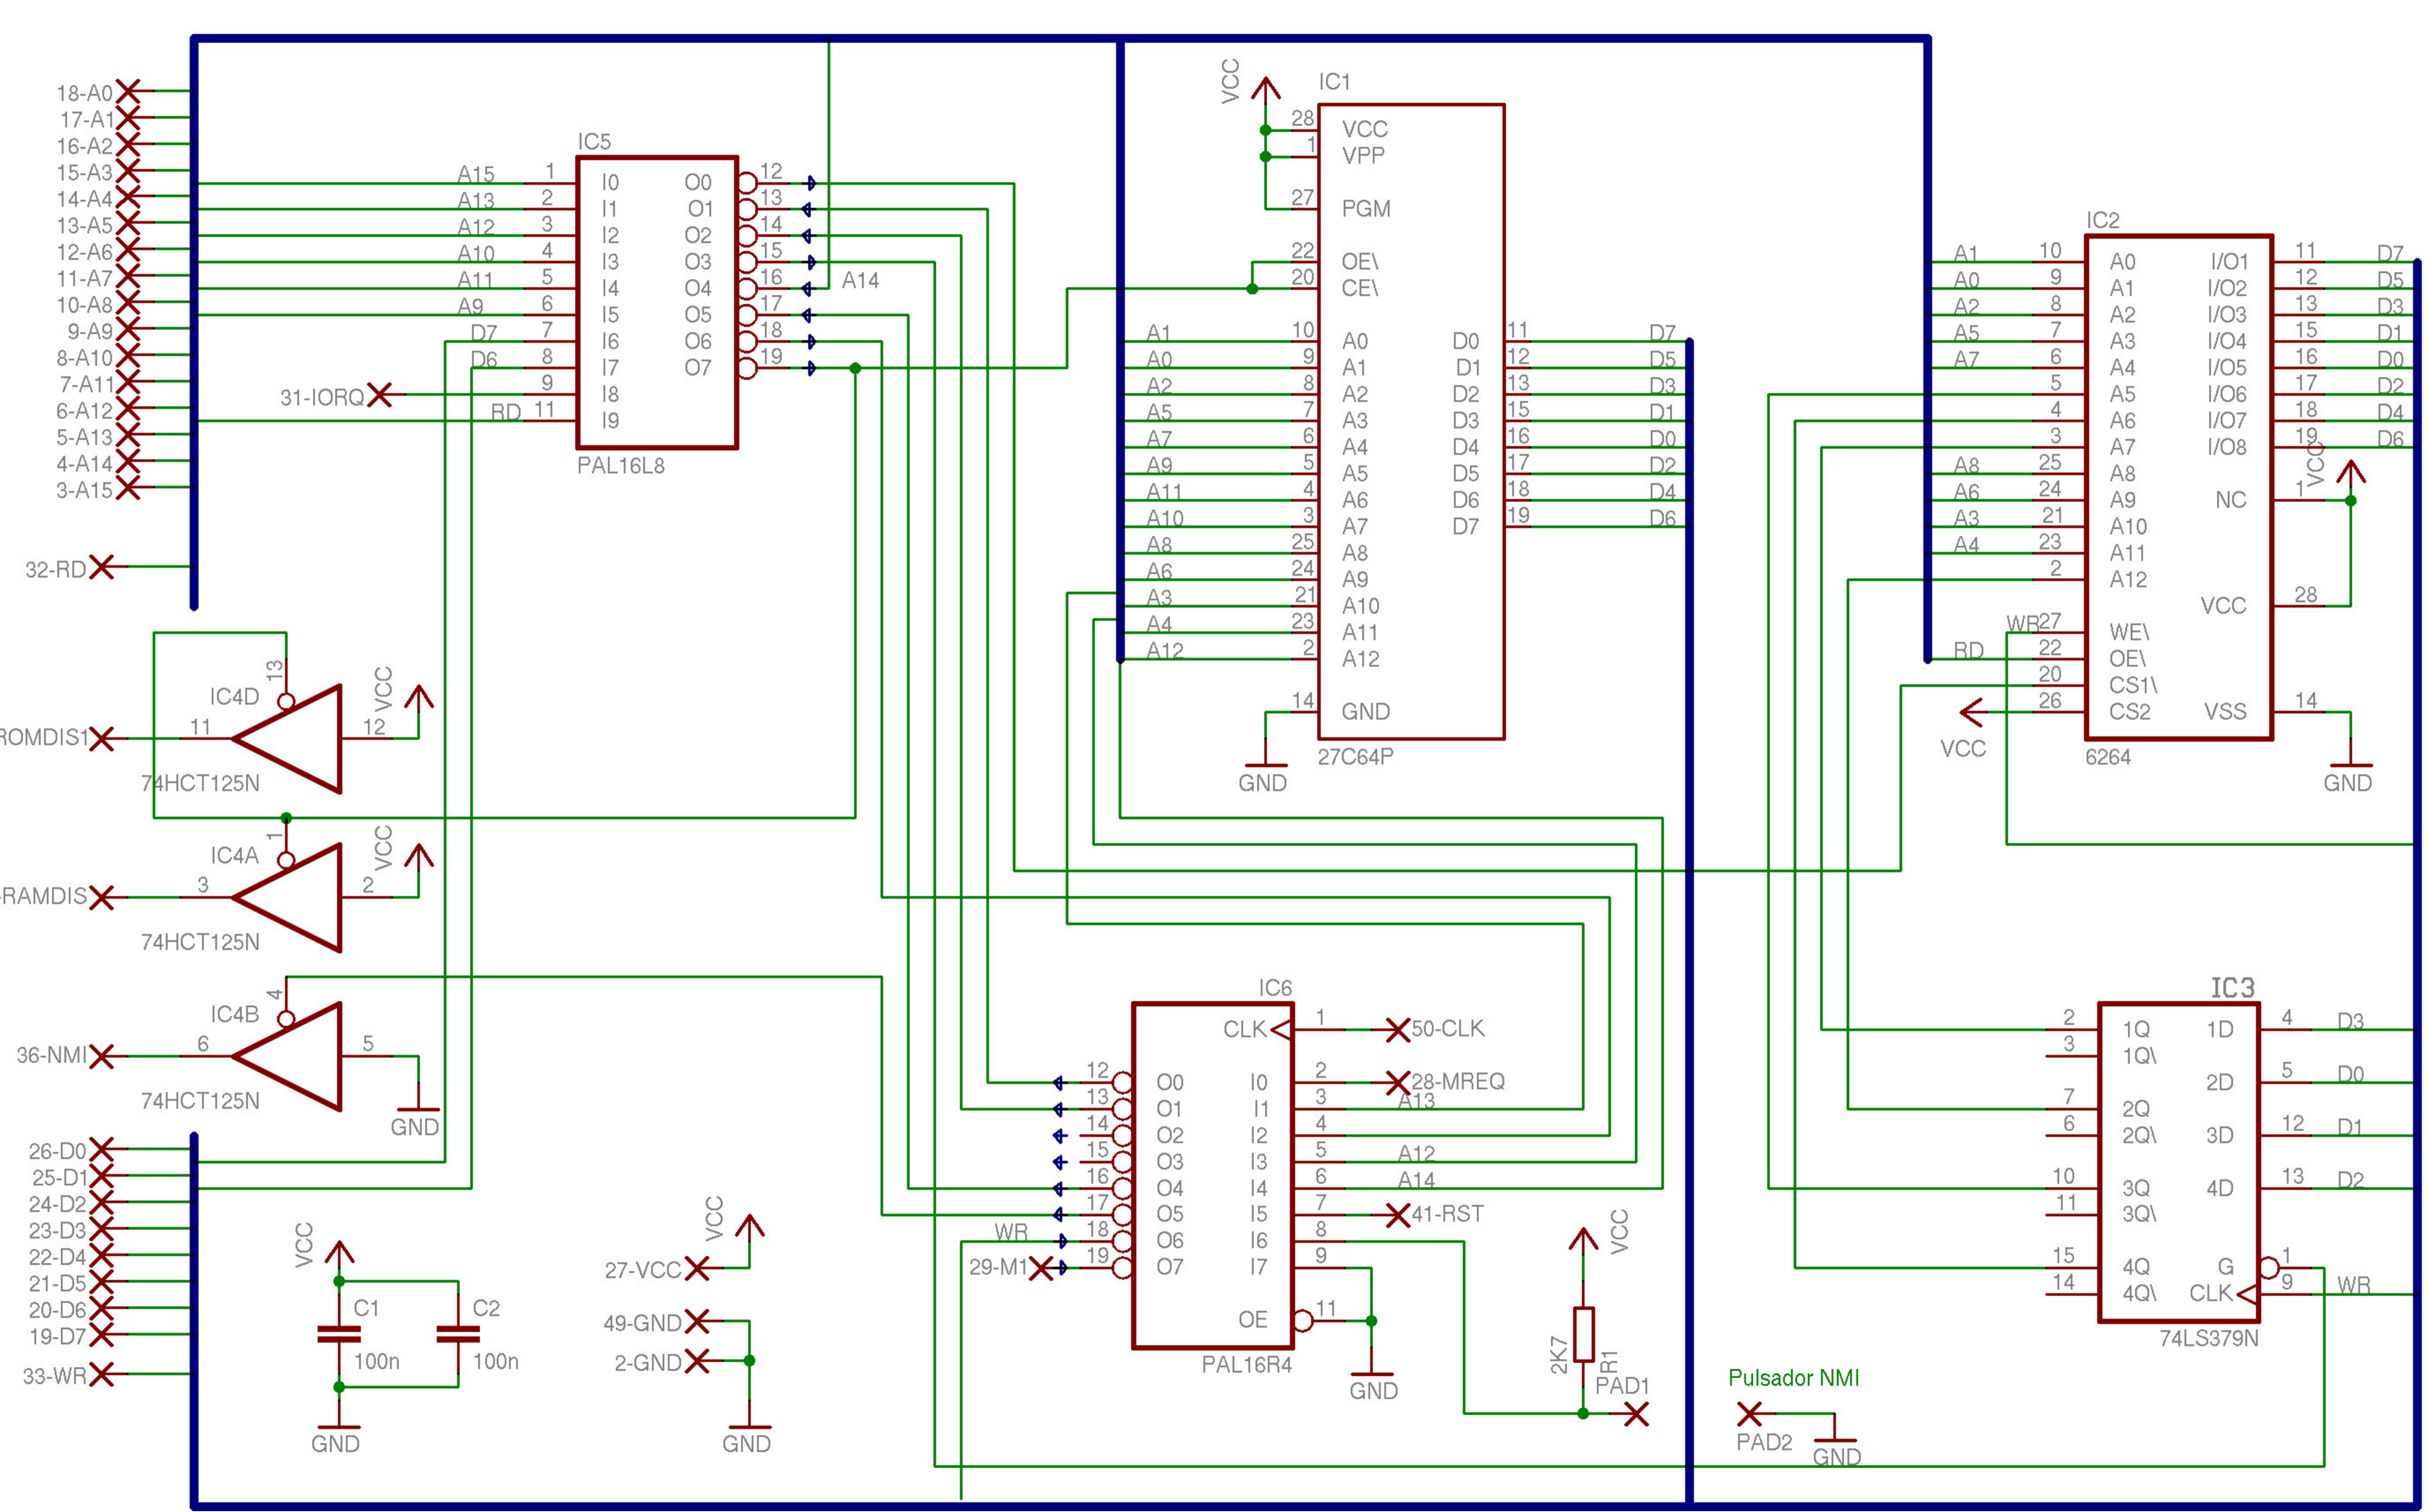 18-A0
17-A1
16-A2
15-A3
14-A4
13-A5
12-A6
11-A7
10-A8
9-A9
8-A10
7-A11
6-A12
5-A13
4-A14
3-A15
32-RD
IC5
A15 1 I0 O0 12
A13 2 I1 O1 13
A12 3 I2 O2 14
A10 4 I3 O3 15
A11 5 I4 O4 16 A14
A9 6 I5 O5 17
D7 7 I6 O6 18
D6 8 I7 O7 19
31-IORQ 9 I8
RD 11 I9
PAL16L8
VCC
IC1
28 VCC
1 VPP
27 PGM
22 OE\
20 CE\
A1 10 A0 D0 11 D7
A0 9 A1 D1 12 D5
A2 8 A2 D2 13 D3
A5 7 A3 D3 15 D1
A7 6 A4 D4 16 D0
A9 5 A5 D5 17 D2
A11 4 A6 D6 18 D4
A10 3 A7 D7 19 D6
A8 25 A8
A6 24 A9
A3 21 A10
A4 23 A11
A12 2 A12
14 GND
GND
27C64P
IC2
A1 10 A0 I/O1 11 D7
A0 9 A1 I/O2 12 D5
A2 8 A2 I/O3 13 D3
A5 7 A3 I/O4 15 D1
A7 6 A4 I/O5 16 D0
5 A5 I/O6 17 D2
4 A6 I/O7 18 D4
3 A7 I/O8 19 D6
A8 25 A8
VCC
A6 24 A9 NC 1
A3 21 A10
A4 23 A11
2 A12 VCC 28
WR 27 WE\
RD 22 OE\
20 CS1\
26 CS2 VSS 14
VCC
6264
GND
13
IC4D
VCC
ROMDIS1 11 12
74HCT125N
1
IC4A
VCC
-RAMDIS 3 2
74HCT125N
4
IC4B
36-NMI 6 5
74HCT125N
GND
26-D0
25-D1
24-D2
23-D3
22-D4
21-D5
20-D6
19-D7
33-WR
VCC
C1
100n
C2
100n
GND
VCC
27-VCC
49-GND
2-GND
GND
IC6
CLK 1 50-CLK
12 O0 I0 2 28-MREQ
13 O1 I1 3 A13
14 O2 I2 4
15 O3 I3 5 A12
16 O4 I4 6 A14
17 O5 I5 7 41-RST
WR 18 O6 I6 8
29-M1 19 O7 I7 9
OE 11
PAL16R4
GND
VCC
2K7
R1
PAD1
Pulsador NMI
PAD2
GND
IC3
2 1Q 1D 4 D3
3 1Q\
2D 5 D0
7 2Q
6 2Q\ 3D 12 D1
10 3Q 4D 13 D2
11 3Q\
15 4Q G 1
14 4Q\ CLK 9 WR
74LS379N